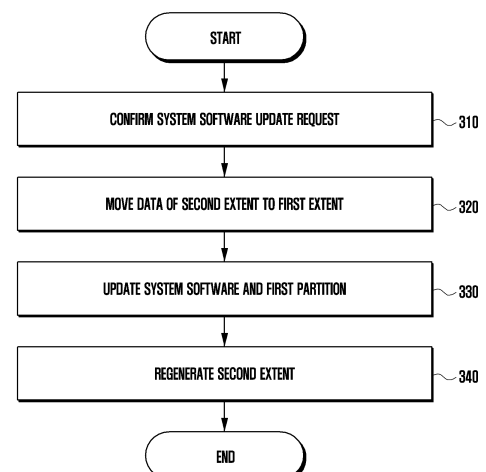 START
CONFIRM SYSTEM SOFTWARE UPDATE REQUEST
310
MOVE DATA OF SECOND EXTENT TO FIRST EXTENT
320
UPDATE SYSTEM SOFTWARE AND FIRST PARTITION
330
REGENERATE SECOND EXTENT
340
END